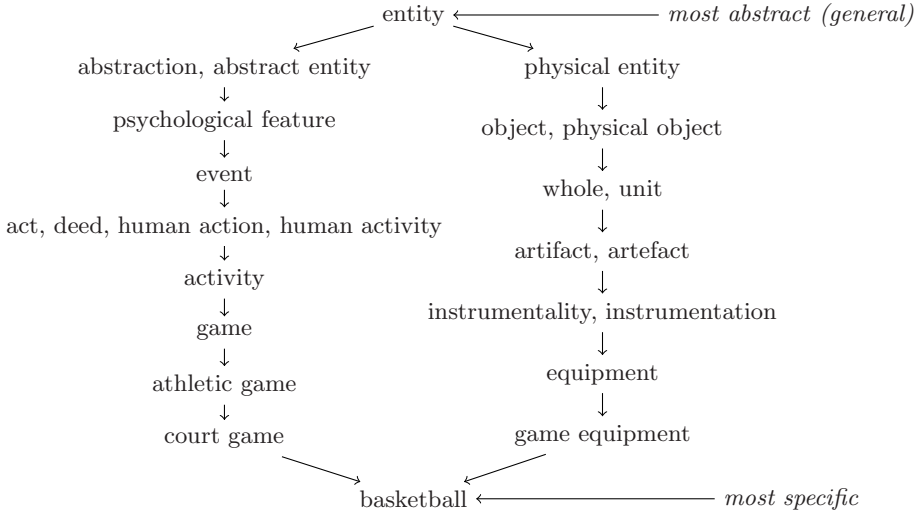 entity
most abstract (general)
abstraction, abstract entity
physical entity
psychological feature
object, physical object
event
whole, unit
act, deed, human action, human activity
artifact, artefact
activity
instrumentality, instrumentation
game
equipment
athletic game
court game
game equipment
basketball
most specific